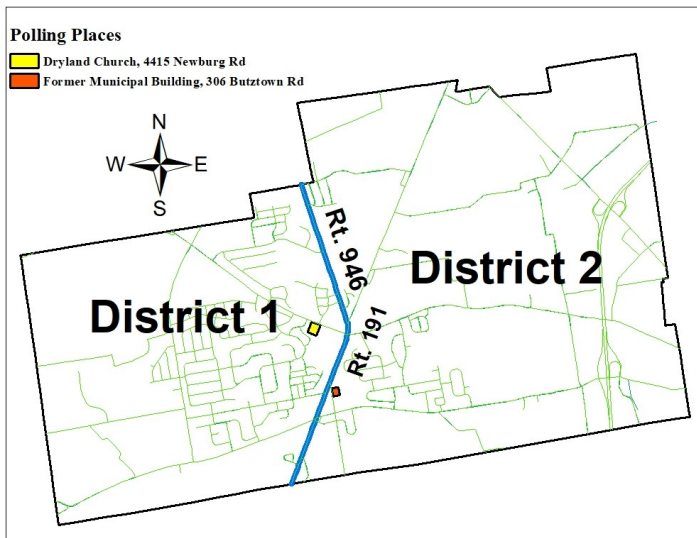 Polling Places
Dryland Church, 4415 Newburg Rd
Former Municipal Building, 306 Butztown Rd
N
W E
S
Rt. 946
District 2
District 1
Rt. 191